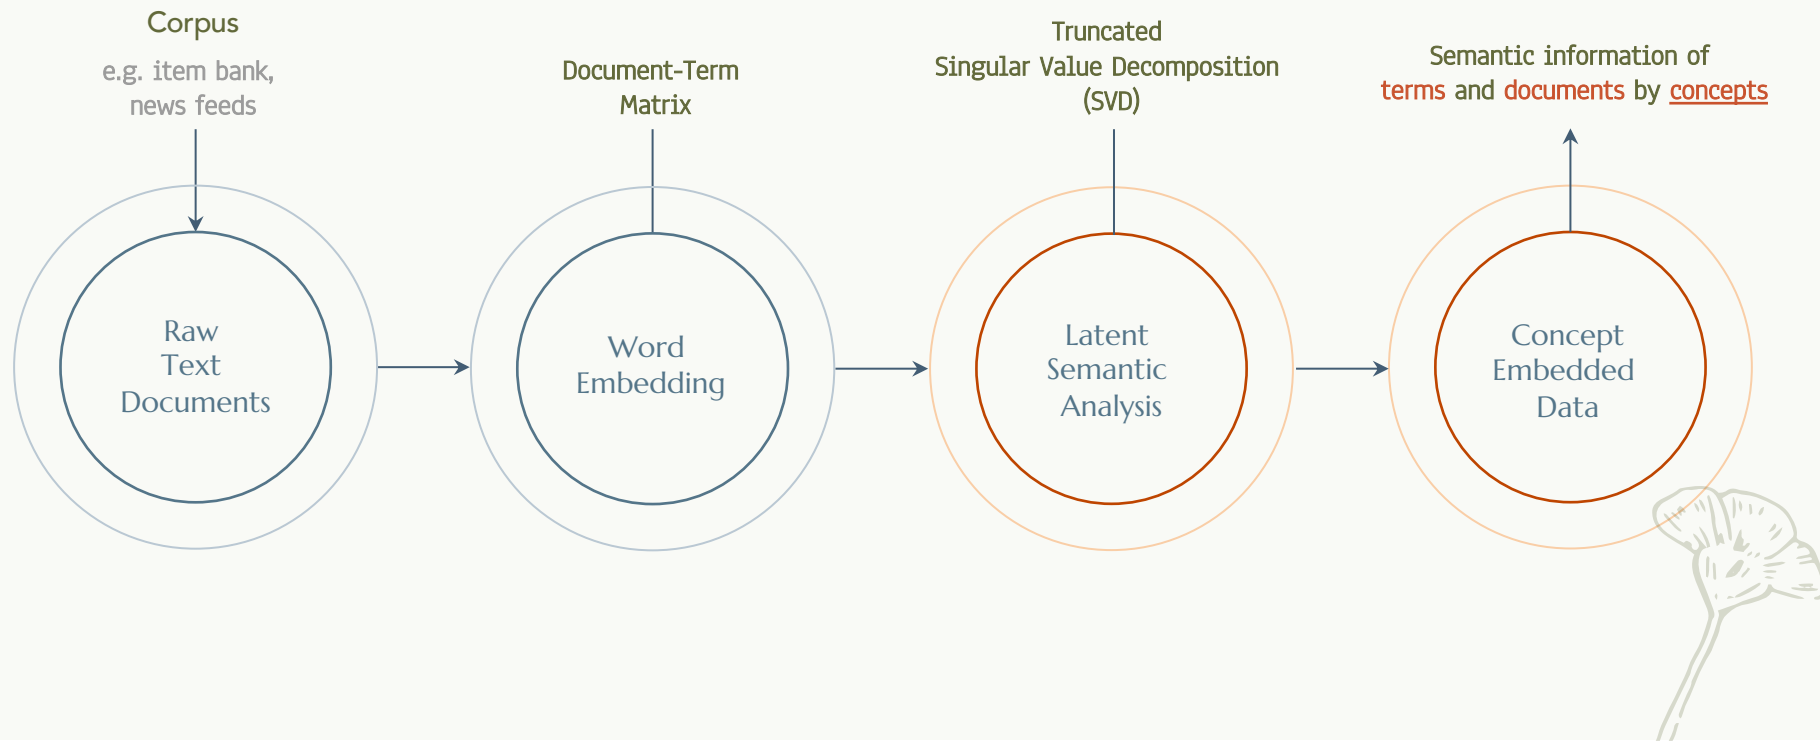 Corpus
e.g. item bank,
news feeds
Document-Term
Matrix
Truncated
Singular Value Decomposition
(SVD)
Semantic information of
terms and documents by concepts
Raw
Text
Documents
Word
Embedding
Latent
Semantic
Analysis
Concept
Embedded
Data